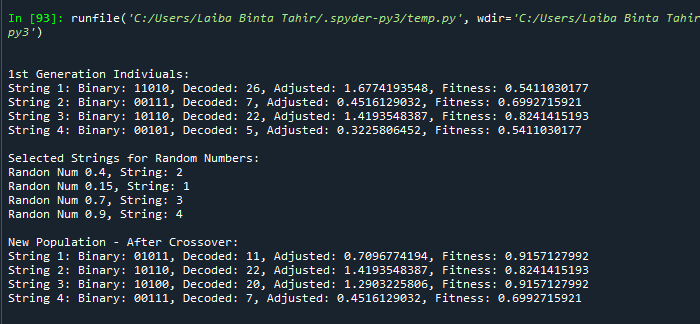 In [93]: runfile('C:/Users/Laiba Binta Tahir/.spyder-py3/temp.py', wdir='C:/Users/Laiba Binta Tahir
py3')
1st Generation Indiviuals:
String 1: Binary: 11010, Decoded: 26, Adjusted: 1.6774193548, Fitness: 0.5411030177
String 2: Binary: 00111, Decoded: 7, Adjusted: 0.4516129032, Fitness: 0.6992715921
String 3: Binary: 10110, Decoded: 22, Adjusted: 1.4193548387, Fitness: 0.8241415193
String 4: Binary: 00101, Decoded: 5, Adjusted: 0.3225806452, Fitness: 0.5411030177
Selected Strings for Random Numbers:
Randon Num 0.4, String: 2
Randon Num 0.15, String: 1
Randon Num 0.7, String: 3
Randon Num 0.9, String: 4
New Population - After Crossover:
String 1: Binary: 01011, Decoded: 11, Adjusted: 0.7096774194, Fitness: 0.9157127992
String 2: Binary: 10110, Decoded: 22, Adjusted: 1.4193548387, Fitness: 0.8241415193
String 3: Binary: 10100, Decoded: 20, Adjusted: 1.2903225806, Fitness: 0.9157127992
String 4: Binary: 00111, Decoded: 7, Adjusted: 0.4516129032, Fitness: 0.6992715921